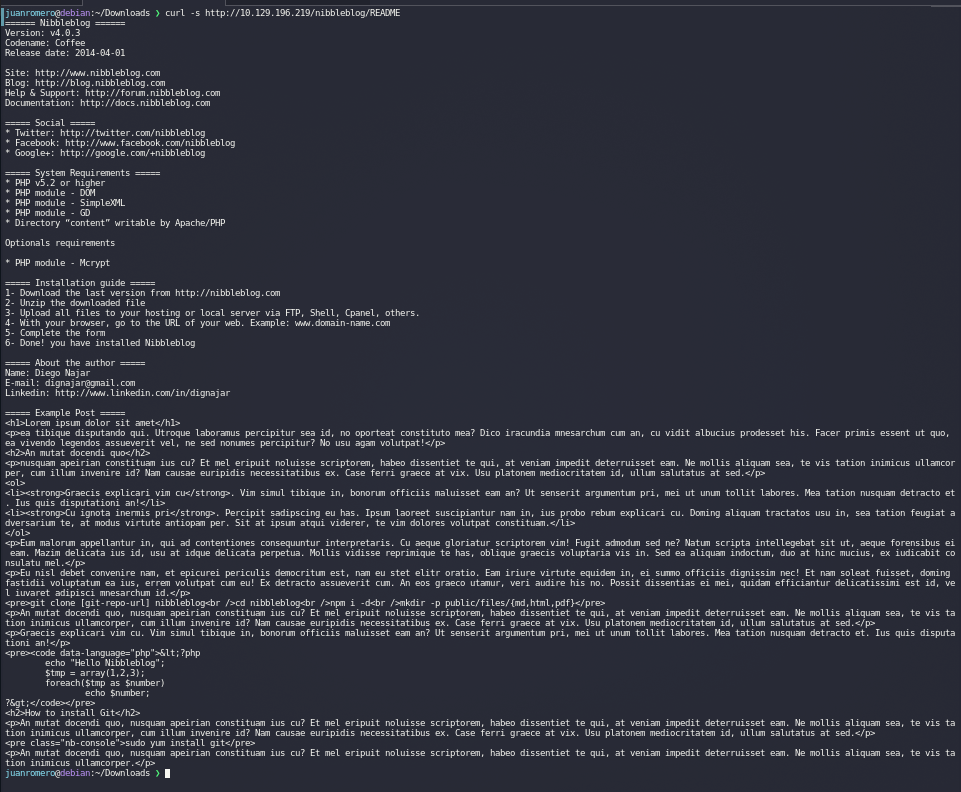 juanromero@debian:~/Downloads ❯ curl -s http://10.129.196.219/nibbleblog/README
====== Nibbleblog ======
Version: v4.0.3
Codename: Coffee
Release date: 2014-04-01

Site: http://www.nibbleblog.com
Blog: http://blog.nibbleblog.com
Help & Support: http://forum.nibbleblog.com
Documentation: http://docs.nibbleblog.com

===== Social =====
* Twitter: http://twitter.com/nibbleblog
* Facebook: http://www.facebook.com/nibbleblog
* Google+: http://google.com/+nibbleblog

===== System Requirements =====
* PHP v5.2 or higher
* PHP module - DOM
* PHP module - SimpleXML
* PHP module - GD
* Directory “content” writable by Apache/PHP

Optionals requirements

* PHP module - Mcrypt

===== Installation guide =====
1- Download the last version from http://nibbleblog.com
2- Unzip the downloaded file
3- Upload all files to your hosting or local server via FTP, Shell, Cpanel, others.
4- With your browser, go to the URL of your web. Example: www.domain-name.com
5- Complete the form
6- Done! you have installed Nibbleblog

===== About the author =====
Name: Diego Najar
E-mail: dignajar@gmail.com
Linkedin: http://www.linkedin.com/in/dignajar

===== Example Post =====
<h1>Lorem ipsum dolor sit amet</h1>
<p>ea tibique disputando qui. Utroque laboramus percipitur sea id, no oporteat constituto mea? Dico iracundia mnesarchum cum an, cu vidit albucius prodesset his. Facer primis essent ut quo,
ea vivendo legendos assueverit vel, ne sed nonumes percipitur? No usu agam volutpat!</p>
<h2>An mutat docendi quo</h2>
<p>nusquam apeirian constituam ius cu? Et mel eripuit noluisse scriptorem, habeo dissentiet te qui, at veniam impedit deterruisset eam. Ne mollis aliquam sea, te vis tation inimicus ullamcor
per, cum illum invenire id? Nam causae euripidis necessitatibus ex. Case ferri graece at vix. Usu platonem mediocritatem id, ullum salutatus at sed.</p>
<ol>
<li><strong>Graecis explicari vim cu</strong>. Vim simul tibique in, bonorum officiis maluisset eam an? Ut senserit argumentum pri, mei ut unum tollit labores. Mea tation nusquam detracto et
. Ius quis disputationi an!</li>
<li><strong>Cu ignota inermis pri</strong>. Percipit sadipscing eu has. Ipsum laoreet suscipiantur nam in, ius probo rebum explicari cu. Doming aliquam tractatos usu in, sea tation feugiat a
dversarium te, at modus virtute antiopam per. Sit at ipsum atqui viderer, te vim dolores volutpat constituam.</li>
</ol>
<p>Eum malorum appellantur in, qui ad contentiones consequuntur interpretaris. Cu aeque gloriatur scriptorem vim! Fugit admodum sed ne? Natum scripta intellegebat sit ut, aeque forensibus ei
 eam. Mazim delicata ius id, usu at idque delicata perpetua. Mollis vidisse reprimique te has, oblique graecis voluptaria vis in. Sed ea aliquam indoctum, duo at hinc mucius, ex iudicabit co
nsulatu mel.</p>
<p>Eu nisl debet convenire nam, et epicurei periculis democritum est, nam eu stet elitr oratio. Eam iriure virtute equidem in, ei summo officiis dignissim nec! Et nam soleat fuisset, doming
fastidii voluptatum ea ius, errem volutpat cum eu! Ex detracto assueverit cum. An eos graeco utamur, veri audire his no. Possit dissentias ei mei, quidam efficiantur delicatissimi est id, ve
l iuvaret adipisci mnesarchum id.</p>
<pre>git clone [git-repo-url] nibbleblog<br />cd nibbleblog<br />npm i -d<br />mkdir -p public/files/{md,html,pdf}</pre>
<p>An mutat docendi quo, nusquam apeirian constituam ius cu? Et mel eripuit noluisse scriptorem, habeo dissentiet te qui, at veniam impedit deterruisset eam. Ne mollis aliquam sea, te vis ta
tion inimicus ullamcorper, cum illum invenire id? Nam causae euripidis necessitatibus ex. Case ferri graece at vix. Usu platonem mediocritatem id, ullum salutatus at sed.</p>
<p>Graecis explicari vim cu. Vim simul tibique in, bonorum officiis maluisset eam an? Ut senserit argumentum pri, mei ut unum tollit labores. Mea tation nusquam detracto et. Ius quis disputa
tioni an!</p>
<pre><code data-language="php">&lt;?php
        echo "Hello Nibbleblog";
        $tmp = array(1,2,3);
        foreach($tmp as $number)
                echo $number;
?&gt;</code></pre>
<h2>How to install Git</h2>
<p>An mutat docendi quo, nusquam apeirian constituam ius cu? Et mel eripuit noluisse scriptorem, habeo dissentiet te qui, at veniam impedit deterruisset eam. Ne mollis aliquam sea, te vis ta
tion inimicus ullamcorper, cum illum invenire id? Nam causae euripidis necessitatibus ex. Case ferri graece at vix. Usu platonem mediocritatem id, ullum salutatus at sed.</p>
<pre class="nb-console">sudo yum install git</pre>
<p>An mutat docendi quo, nusquam apeirian constituam ius cu? Et mel eripuit noluisse scriptorem, habeo dissentiet te qui, at veniam impedit deterruisset eam. Ne mollis aliquam sea, te vis ta
tion inimicus ullamcorper.</p>
juanromero@debian:~/Downloads ❯